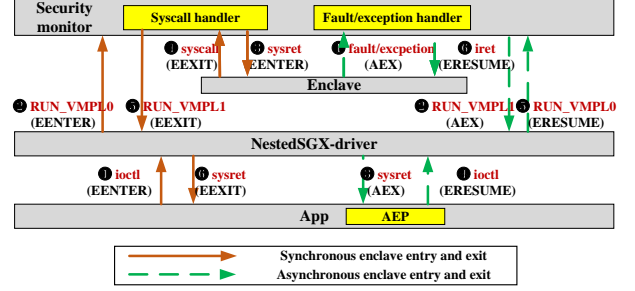 Security
monitor
Syscall handler
Fault/exception handler
❹ syscall
(EEXIT)
❸ sysret
(EENTER)
❶ fault/excpetion
(AEX)
❻ iret
(ERESUME)
Enclave
❷ RUN_VMPL0
(EENTER)
❺ RUN_VMPL1
(EEXIT)
❷ RUN_VMPL1
(AEX)
❺ RUN_VMPL0
(ERESUME)
NestedSGX-driver
❶ ioctl
(EENTER)
❻ sysret
(EEXIT)
❸ sysret
(AEX)
❹ ioctl
(ERESUME)
App
AEP
Synchronous enclave entry and exit
Asynchronous enclave entry and exit